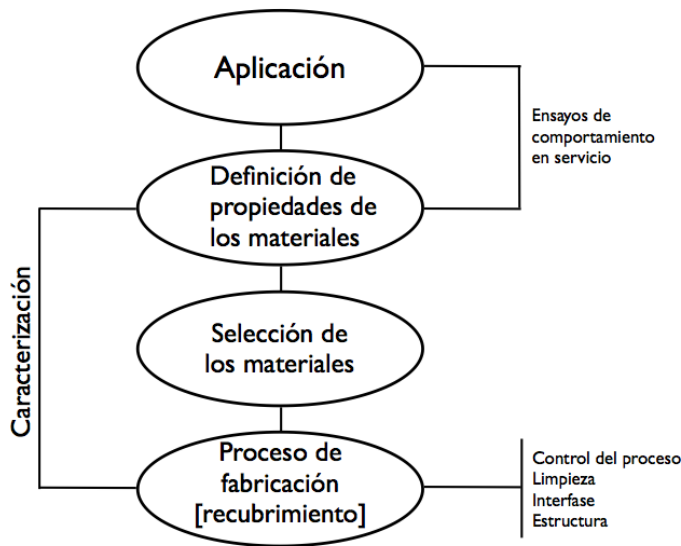 Aplicación
Ensayos de
comportamiento
en servicio
Definición de
propiedades de
los materiales
Caracterización
Selección de
los materiales
Proceso de
fabricación
[recubrimiento]
Control del proceso
Limpieza
Interfase
Estructura